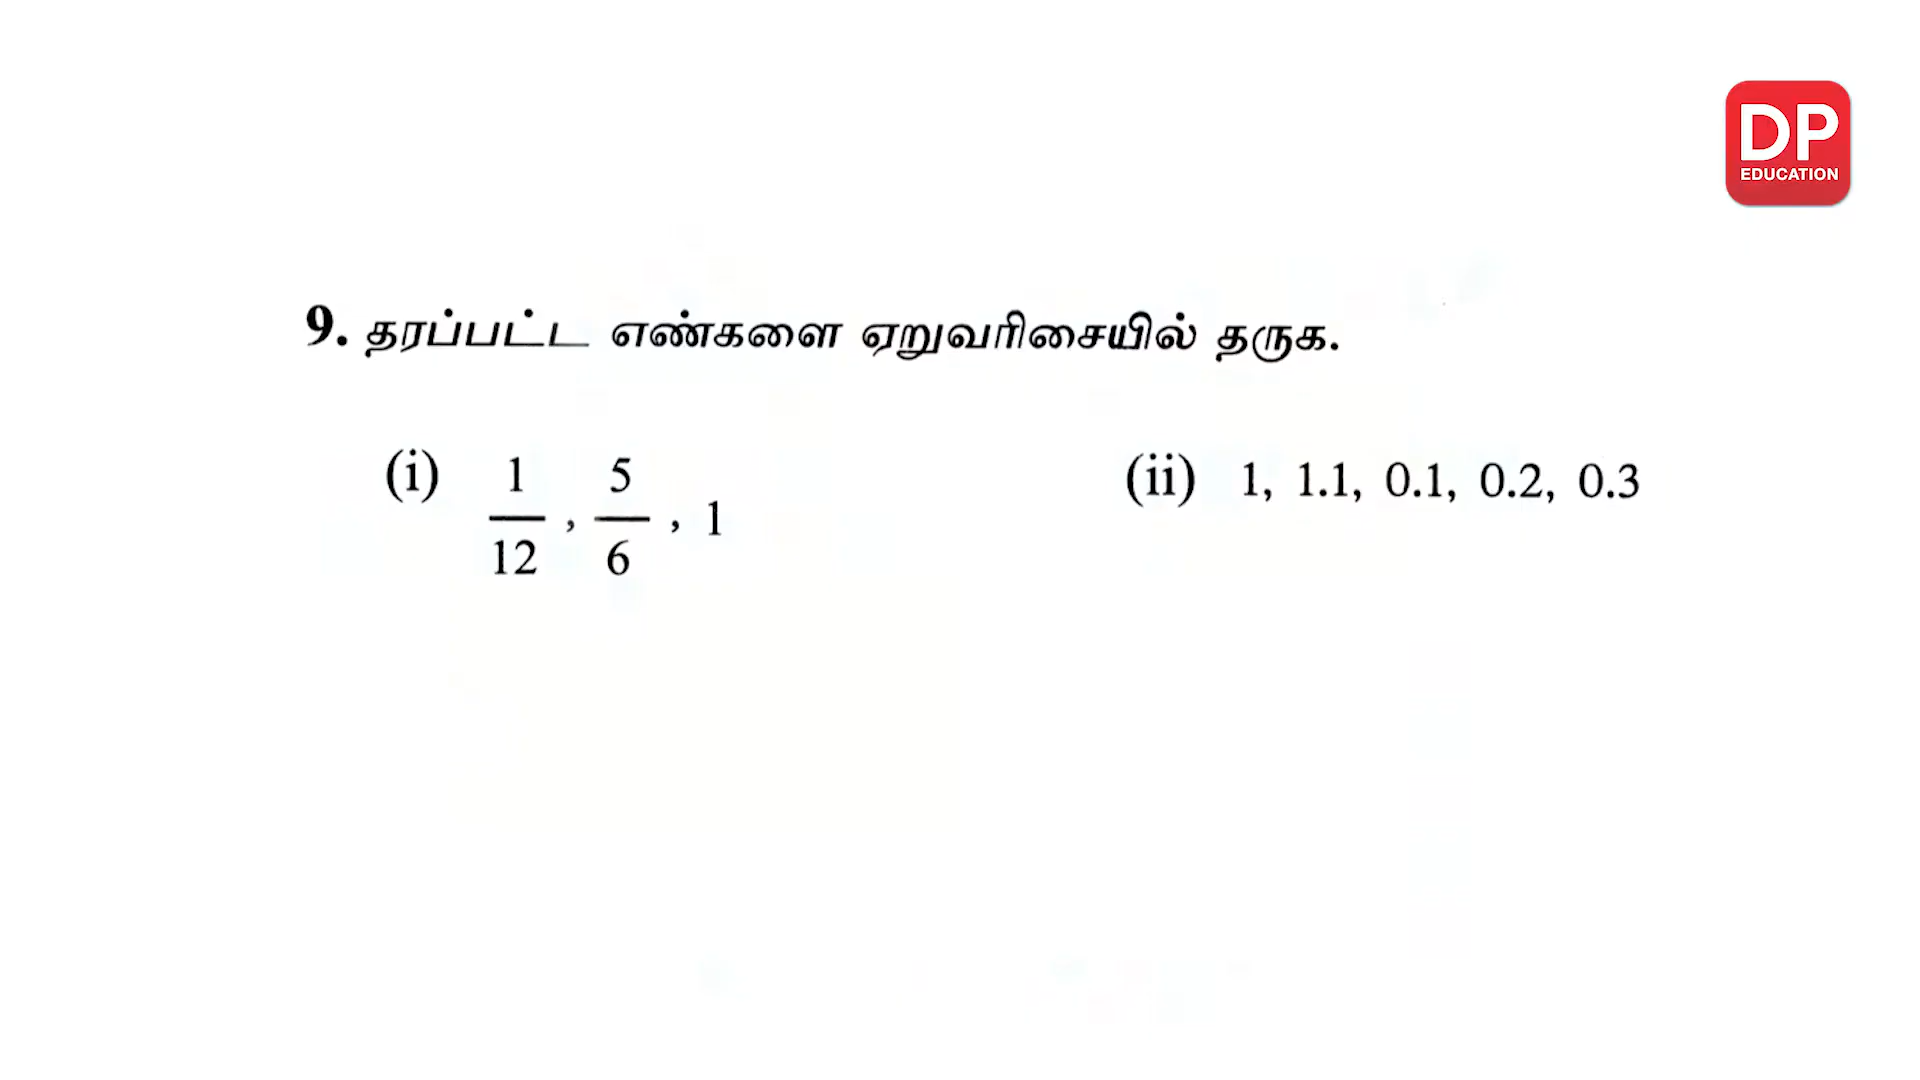 DP
EDUCATION
9. தரப்பட்ட எண்களை ஏறுவரிசையில் தருக.
(i) 1/12 , 5/6 , 1
(ii) 1, 1.1, 0.1, 0.2, 0.3